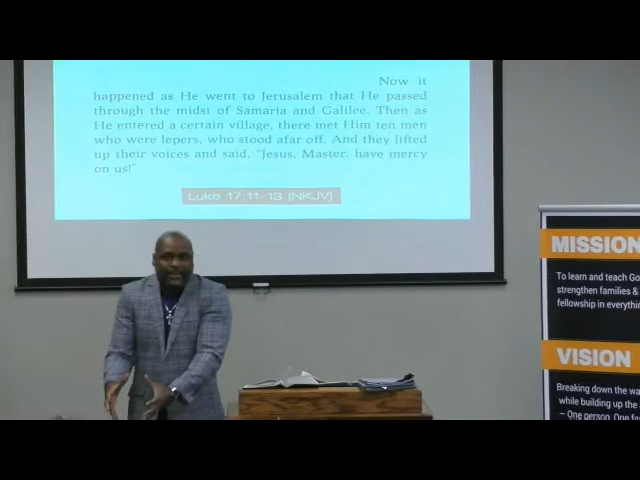 Now it
happened as He went to Jerusalem that He passed
through the midst of Samaria and Galilee. Then as
He entered a certain village, there met Him ten men
who were lepers, who stood afar off. And they lifted
up their voices and said, "Jesus, Master, have mercy
on us!"
Luke 17:11-13 (NKJV)
MISSION
To learn and teach Go
strengthen families &
fellowship in everythin
VISION
Breaking down the wa
while building up the
– One person. One fa